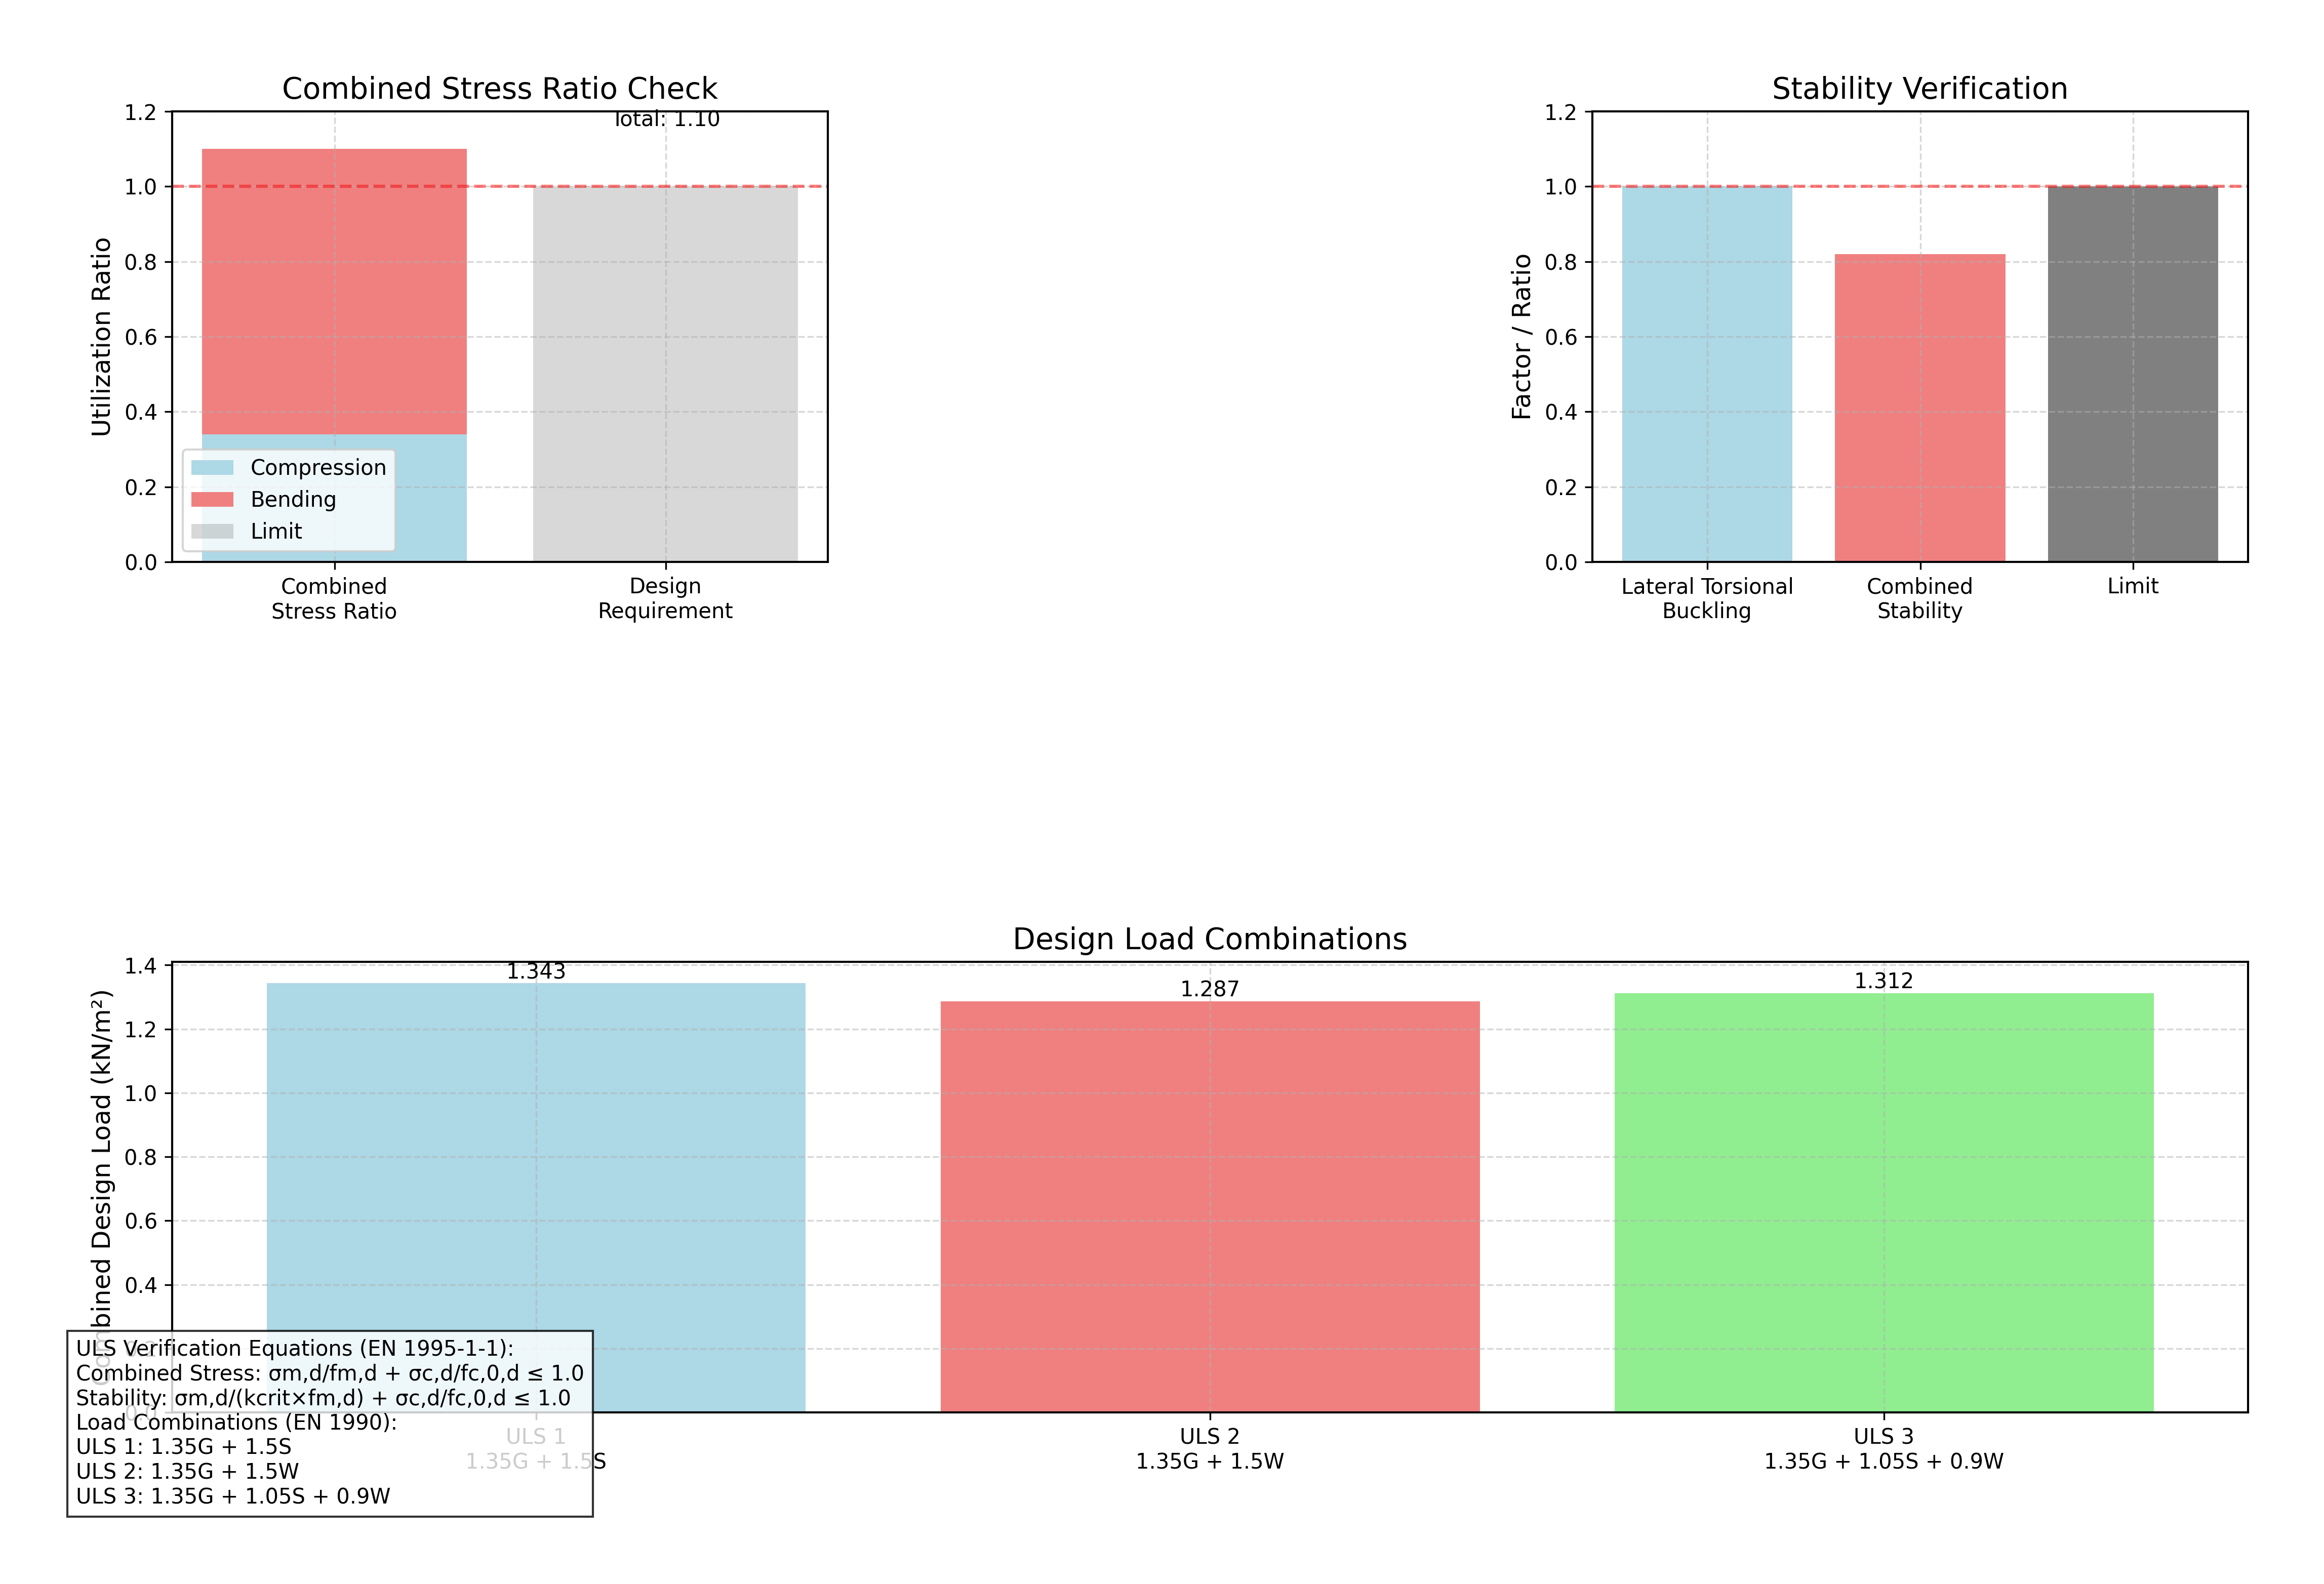 Combined Stress Ratio Check
Utilization Ratio
1.2
1.0
0.8
0.6
0.4
0.2
0.0
Total: 1.10
Compression
Bending
Limit
Combined
Stress Ratio
Design
Requirement
Stability Verification
Factor / Ratio
1.2
1.0
0.8
0.6
0.4
0.2
0.0
Lateral Torsional
Buckling
Combined
Stability
Limit
Design Load Combinations
Combined Design Load (kN/m²)
1.4
1.2
1.0
0.8
0.6
0.4
0.2
0.0
1.343
1.287
1.312
ULS 1
1.35G + 1.5S
ULS 2
1.35G + 1.5W
ULS 3
1.35G + 1.05S + 0.9W
ULS Verification Equations (EN 1995-1-1):
Combined Stress: σm,d/fm,d + σc,d/fc,0,d ≤ 1.0
Stability: σm,d/(kcrit×fm,d) + σc,d/fc,0,d ≤ 1.0
Load Combinations (EN 1990):
ULS 1: 1.35G + 1.5S
ULS 2: 1.35G + 1.5W
ULS 3: 1.35G + 1.05S + 0.9W